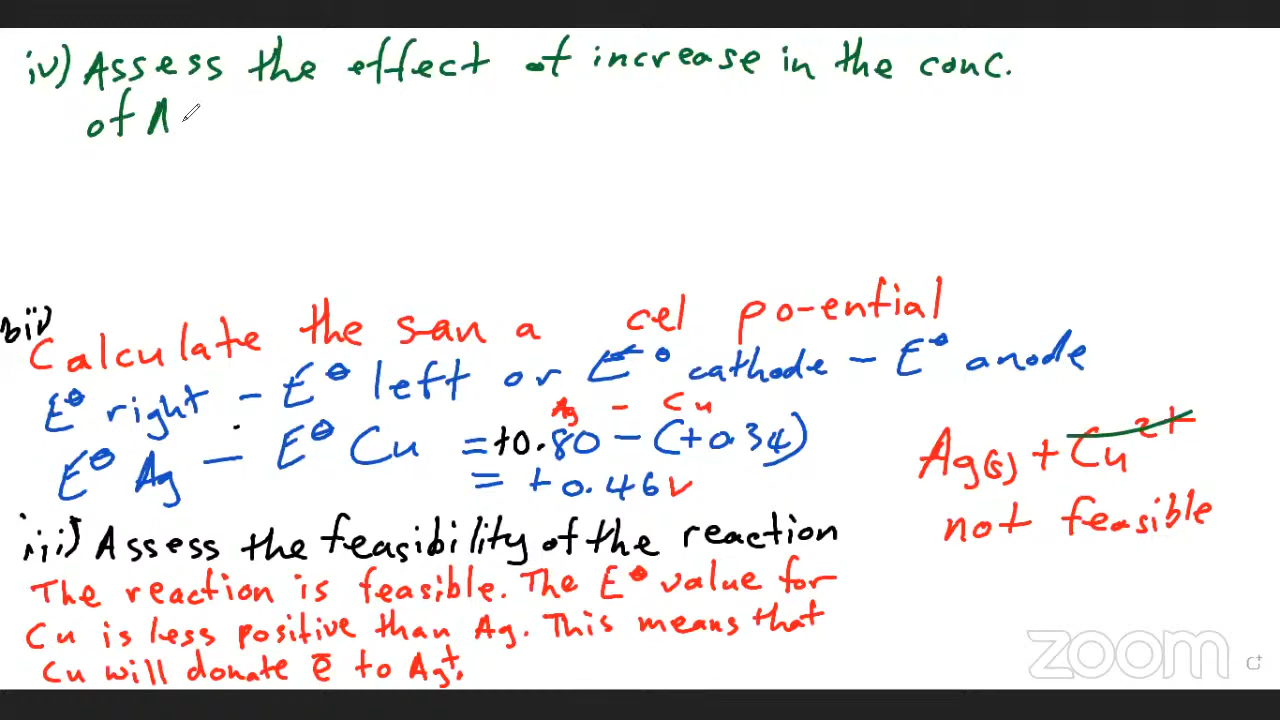 iv) Assess the effect of increase in the conc.
of A
bii)
Calculate the san a cel po-ential
E⦵ right - E⦵ left or E⦵ cathode - E⦵ anode
Ag - Cu
E⦵ Ag - E⦵ Cu = +0.80 - (+0.34)
= +0.46V
Ag(s) + Cu2+
not feasible
iii) Assess the feasibility of the reaction
The reaction is feasible. The E⦵ value for
Cu is less positive than Ag. This means that
Cu will donate ē to Ag+.
zoom